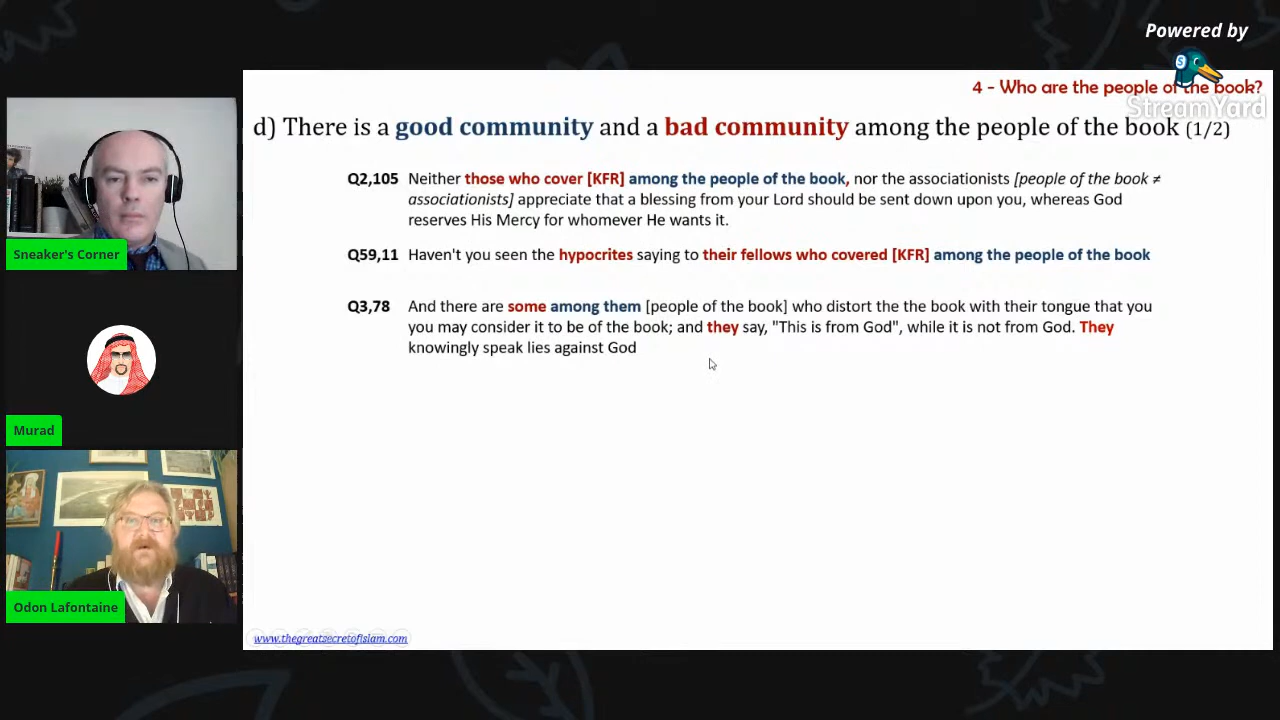 Powered by
StreamYard
4 - Who are the people of the book?
d) There is a good community and a bad community among the people of the book (1/2)
Q2,105 Neither those who cover [KFR] among the people of the book, nor the associationists [people of the book ≠
associationists] appreciate that a blessing from your Lord should be sent down upon you, whereas God
reserves His Mercy for whomever He wants it.
Q59,11 Haven't you seen the hypocrites saying to their fellows who covered [KFR] among the people of the book
Q3,78 And there are some among them [people of the book] who distort the the book with their tongue that you
you may consider it to be of the book; and they say, "This is from God", while it is not from God. They
knowingly speak lies against God
Sneaker's Corner
Murad
Odon Lafontaine
www.thegreatsecretofislam.com